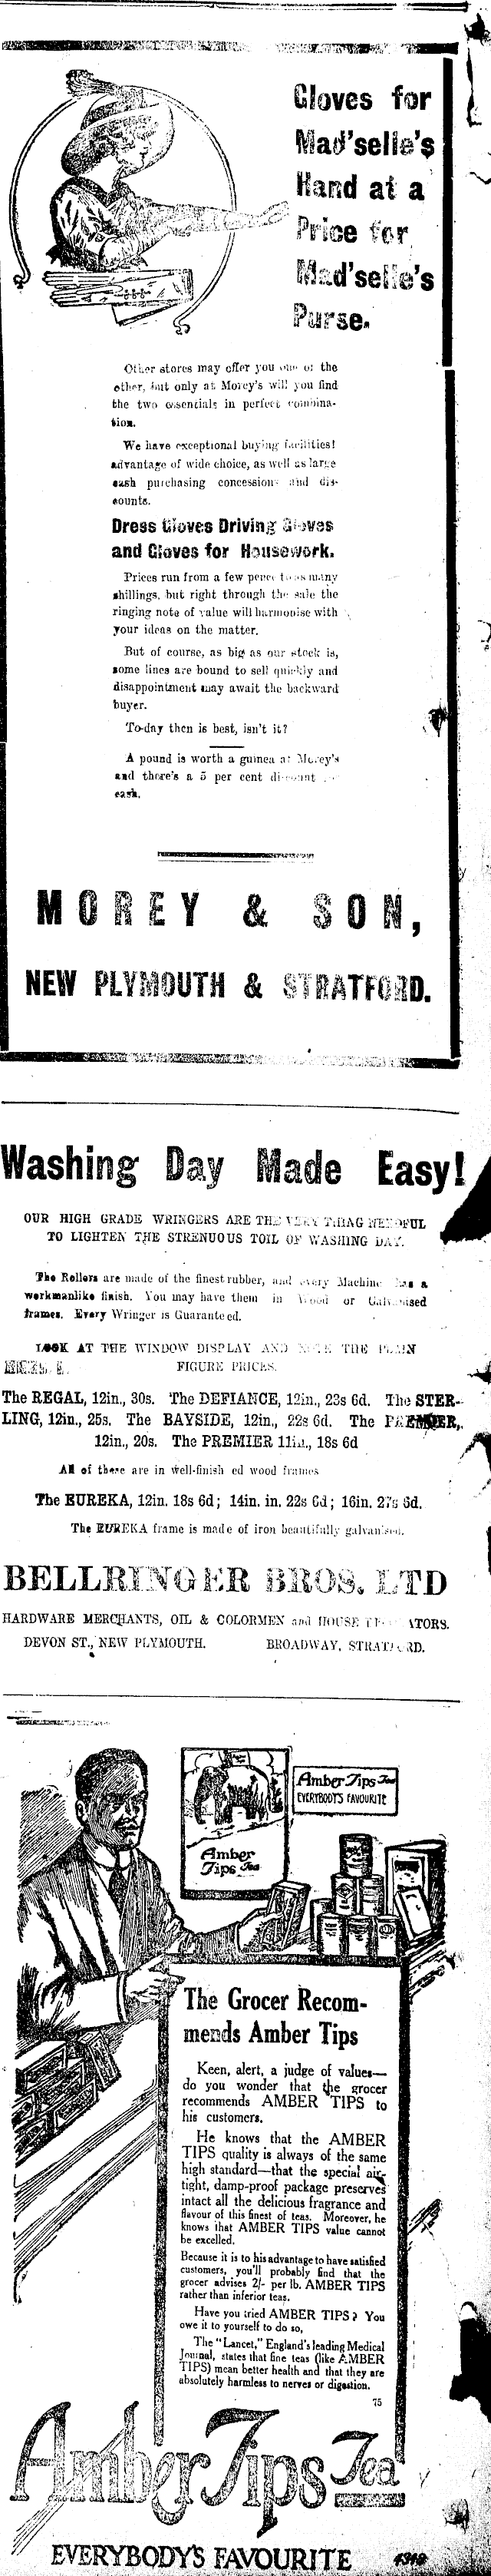 Gloves for
Mad'selle's
Hand at a
Price for
Mad'selle's
Purse.
Other stores may offer you one or the
other, but only at Morey's will you find
the two essentials in perfect combina-
tion.
We have exceptional buying facilities!
advantage of wide choice, as well as large
cash purchasing concessions and dis-
counts.
Dress Gloves Driving Gloves
and Gloves for Housework.
Prices run from a few pence to as many
shillings, but right through the sale the
ringing note of value will harmonise with
your ideas on the matter.
But of course, as big as our stock is,
some lines are bound to sell quickly and
disappointment may await the backward
buyer.
To-day then is best, isn't it?
A pound is worth a guinea at Morey's
and there's a 5 per cent discount
cash.
MOREY & SON,
NEW PLYMOUTH & STRATFORD.
Washing Day Made Easy!
OUR HIGH GRADE WRINGERS ARE THE VERY THING NEEDFUL
TO LIGHTEN THE STRENUOUS TOIL OF WASHING DAY.
The Rollers are made of the finest rubber, and every Machine has a
workmanlike finish. You may have them in Wood or Galvanised
frames. Every Wringer is Guaranteed.
LOOK AT THE WINDOW DISPLAY AND NOTE THE PLAIN
FIGURE PRICES.
The REGAL, 12in., 30s. The DEFIANCE, 12in., 23s 6d. The STER-
LING, 12in., 25s. The BAYSIDE, 12in., 22s 6d. The PREMIER,
12in., 20s. The PREMIER 11in., 18s 6d
All of these are in well-finish ed wood frames
The EUREKA, 12in. 18s 6d; 14in. in. 22s 6d; 16in. 27s 6d.
The EUREKA frame is made of iron beautifully galvanised.
BELLRINGER BROS. LTD
HARDWARE MERCHANTS, OIL & COLORMEN and HOUSE
DEVON ST., NEW PLYMOUTH. BROADWAY, STRATFORD.
Amber Tips Tea
EVERYBODY'S FAVOURITE
Amber
Tips Tea
The Grocer Recom-
mends Amber Tips
Keen, alert, a judge of values—
do you wonder that the grocer
recommends AMBER TIPS to
his customers.
He knows that the AMBER
TIPS quality is always of the same
high standard—that the special air-
tight, damp-proof package preserves
intact all the delicious fragrance and
flavour of this finest of teas. Moreover, he
knows that AMBER TIPS value cannot
be excelled.
Because it is to his advantage to have satisfied
customers, you'll probably find that the
grocer advises 2/- per lb. AMBER TIPS
rather than inferior teas.
Have you tried AMBER TIPS? You
owe it to yourself to do so,
The "Lancet," England's leading Medical
Journal, states that fine teas (like AMBER
TIPS) mean better health and that they are
absolutely harmless to nerves or digestion.
75
Amber Tips Tea
EVERYBODY'S FAVOURITE